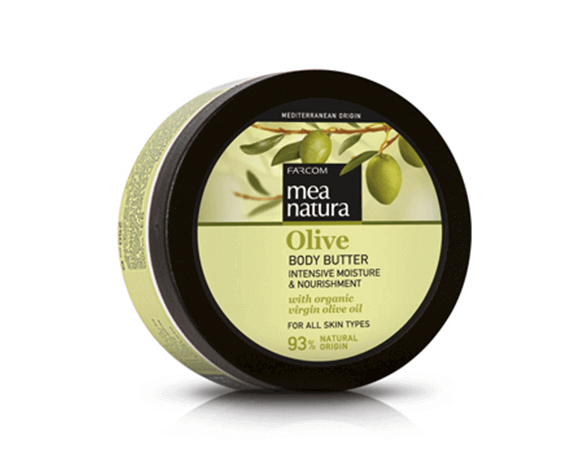 MEDITERRANEAN ORIGIN
FARCOM
mea
natura
Olive
BODY BUTTER
INTENSIVE MOISTURE
& NOURISHMENT
with organic
virgin olive oil
FOR ALL SKIN TYPES
93% NATURAL
ORIGIN